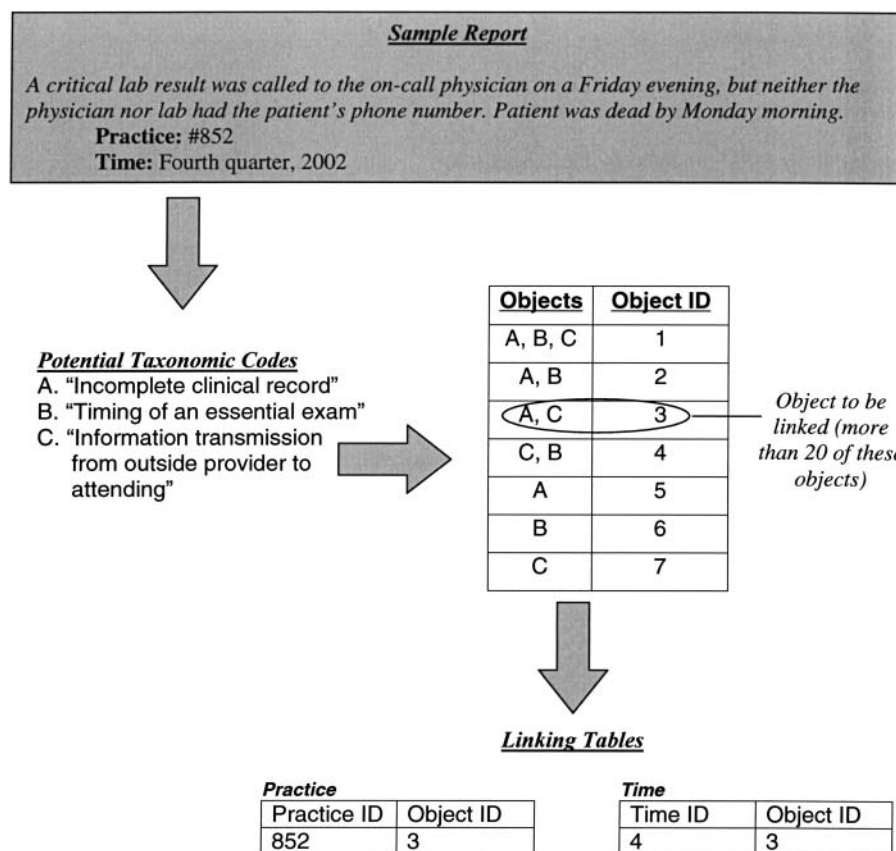 Sample Report
A critical lab result was called to the on-call physician on a Friday evening, but neither the
physician nor lab had the patient's phone number. Patient was dead by Monday morning.
Practice: #852
Time: Fourth quarter, 2002
Potential Taxonomic Codes
A. “Incomplete clinical record”
B. “Timing of an essential exam”
C. “Information transmission
from outside provider to
attending”
Objects Object ID
A, B, C 1
A, B 2
A, C 3
C, B 4
A 5
B 6
C 7
Object to be
linked (more
than 20 of these
objects)
Linking Tables
Practice
Practice ID Object ID
852 3
Time
Time ID Object ID
4 3